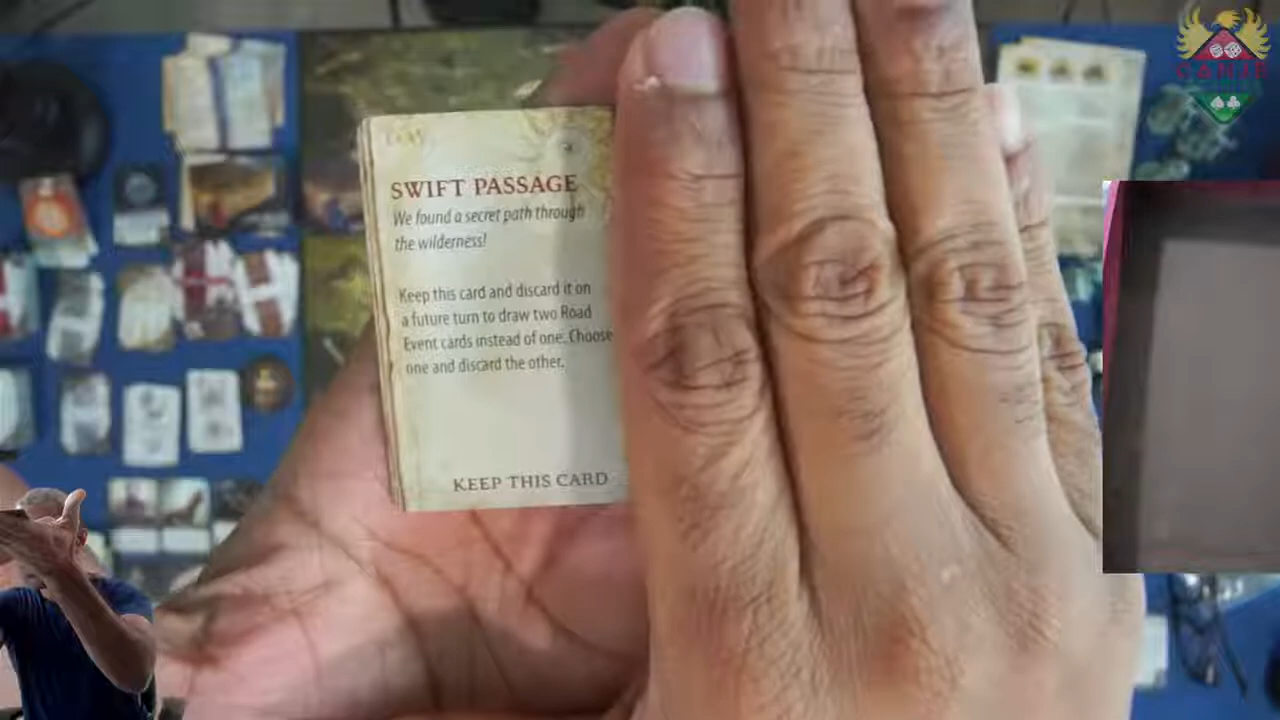 CANJE
SWIFT PASSAGE
We found a secret path through
the wilderness!
Keep this card and discard it on
a future turn to draw two Road
Event cards instead of one. Choose
one and discard the other.
KEEP THIS CARD